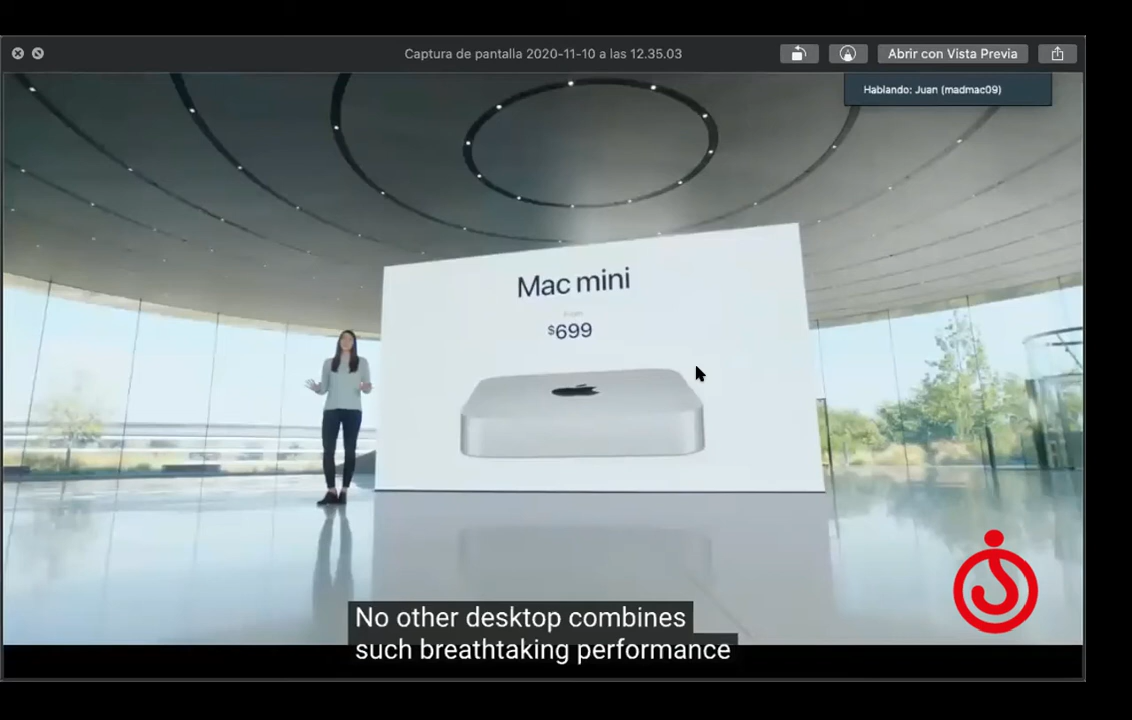 Captura de pantalla 2020-11-10 a las 12.35.03
Abrir con Vista Previa
Hablando: Juan (madmac09)
Mac mini
$699
No other desktop combines
such breathtaking performance